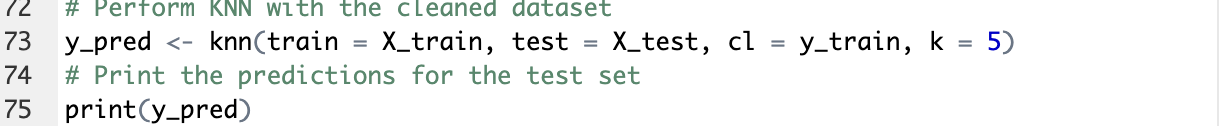 72 # Perform KNN with the cleaned dataset
73 y_pred <- knn(train = X_train, test = X_test, cl = y_train, k = 5)
74 # Print the predictions for the test set
75 print(y_pred)